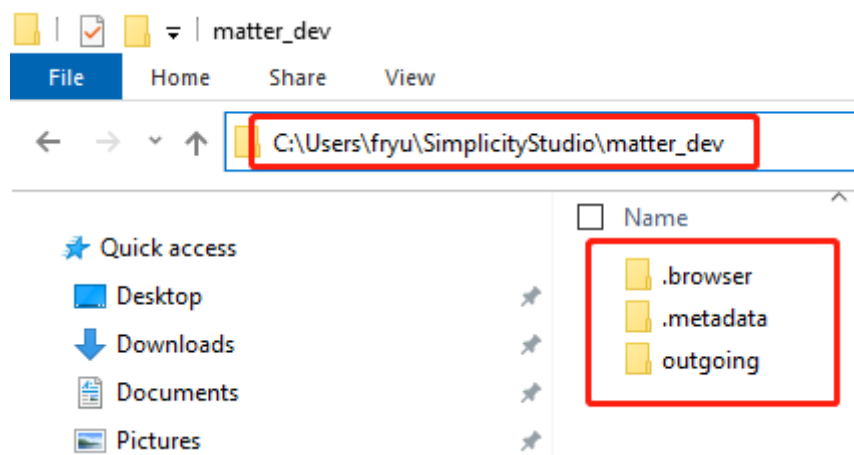 matter_dev
File Home Share View
C:\Users\fryu\SimplicityStudio\matter_dev
Name
Quick access
Desktop
Downloads
Documents
Pictures
.browser
.metadata
outgoing